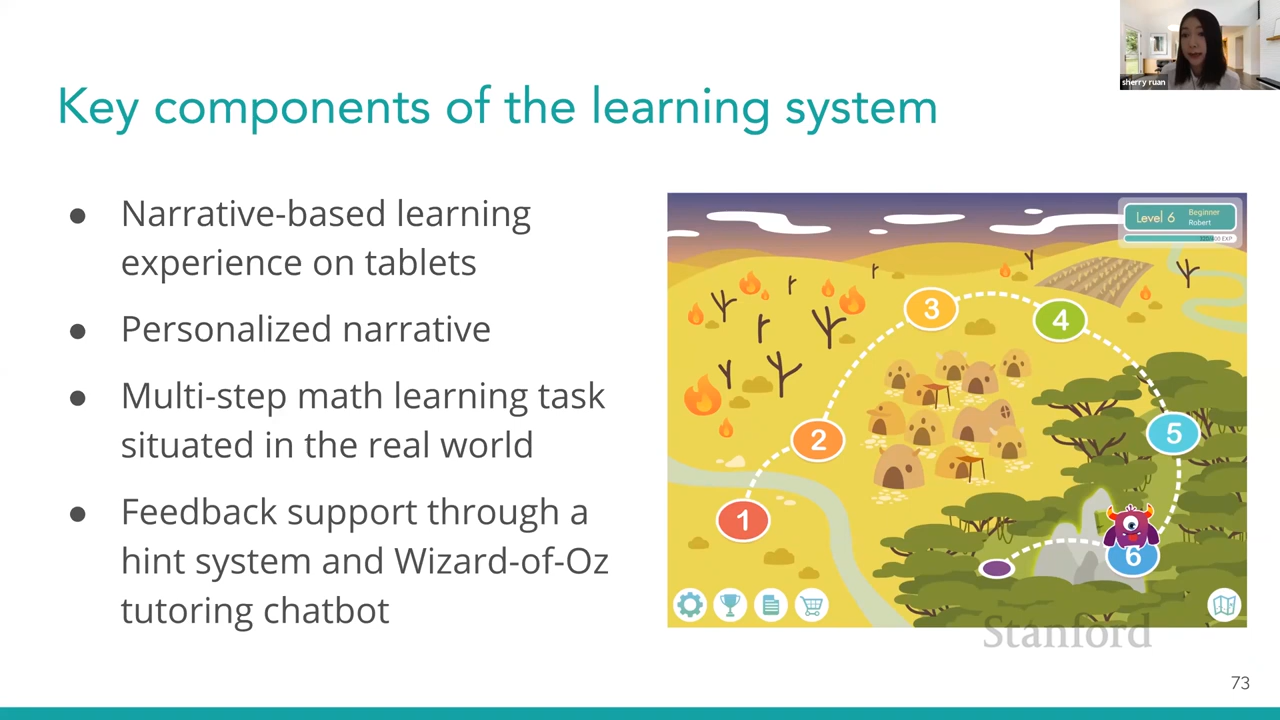 sherry ruan
Key components of the learning system
● Narrative-based learning
experience on tablets
● Personalized narrative
● Multi-step math learning task
situated in the real world
● Feedback support through a
hint system and Wizard-of-Oz
tutoring chatbot
Level 6
Beginner
Robert
EXP
3
4
2
5
1
6
Stanford
73